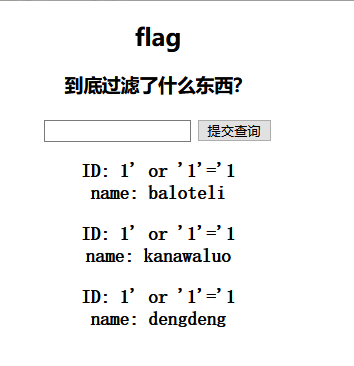 flag
到底过滤了什么东西？
提交查询
ID: 1' or '1'='1
name: baloteli
ID: 1' or '1'='1
name: kanawaluo
ID: 1' or '1'='1
name: dengdeng